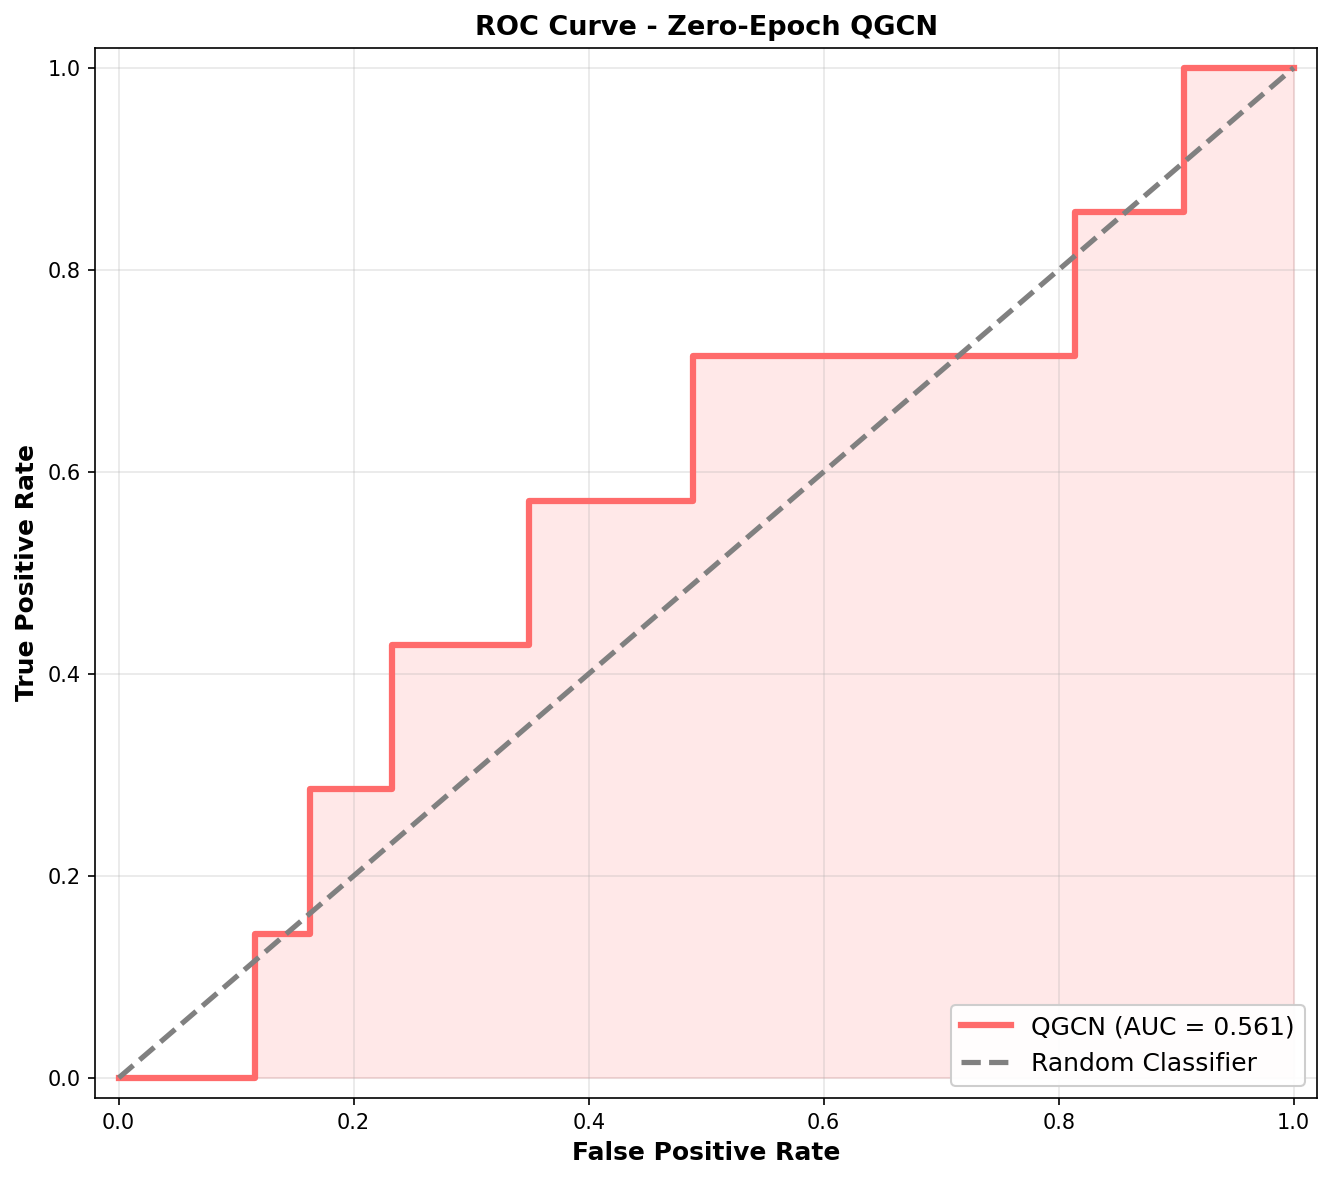 ROC Curve - Zero-Epoch QGCN
True Positive Rate
1.0
0.8
0.6
0.4
0.2
0.0
QGCN (AUC = 0.561)
Random Classifier
0.0 0.2 0.4 0.6 0.8 1.0
False Positive Rate